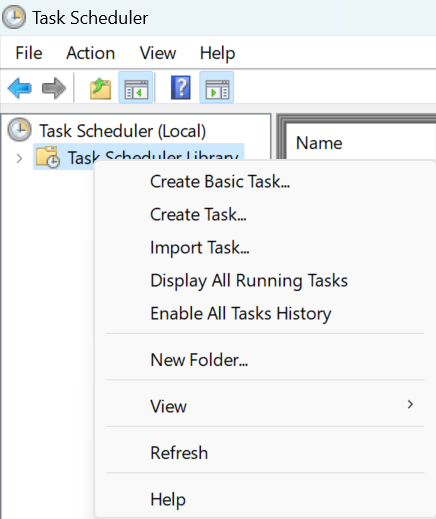 Task Scheduler
File Action View Help
Task Scheduler (Local)
Name
Task Scheduler Library
Create Basic Task...
Create Task...
Import Task...
Display All Running Tasks
Enable All Tasks History
New Folder...
View
Refresh
Help